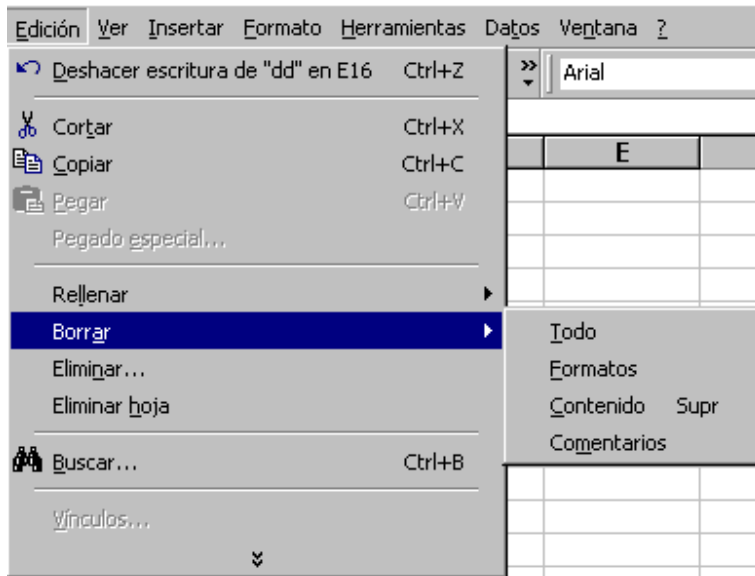 Edición Ver Insertar Formato Herramientas Datos Ventana ?
Deshacer escritura de "dd" en E16 Ctrl+Z
Arial
Cortar Ctrl+X
Copiar Ctrl+C
E
Pegar Ctrl+V
Pegado especial...
Rellenar
Borrar
Todo
Eliminar...
Formatos
Eliminar hoja
Contenido Supr
Comentarios
Buscar... Ctrl+B
Vínculos...